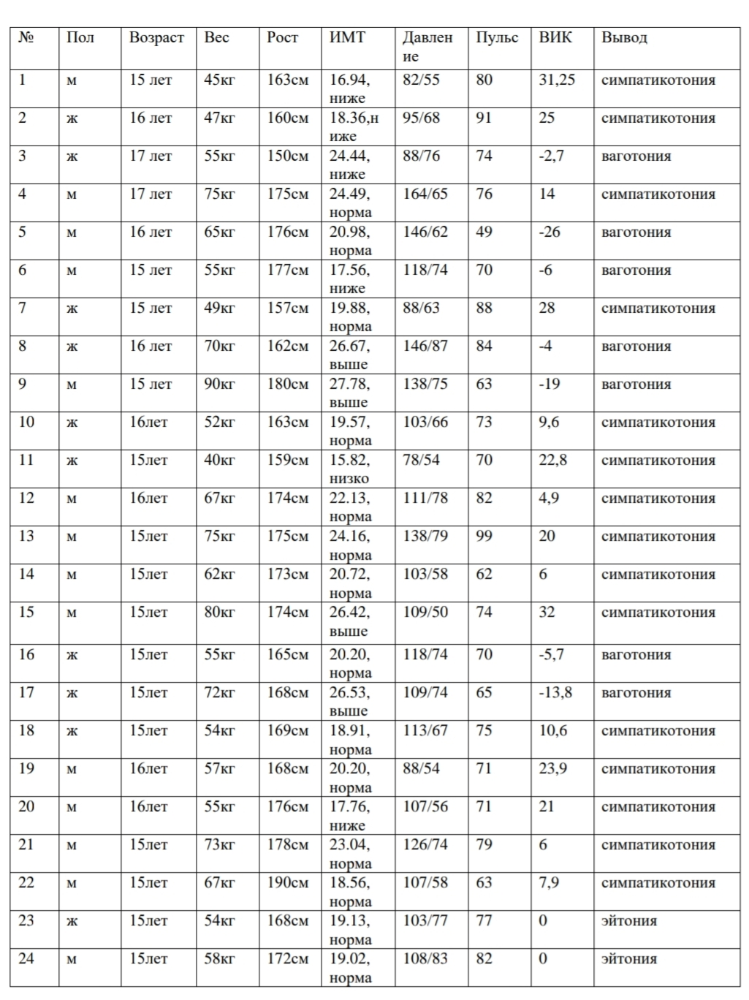 № Пол Возраст Вес Рост ИМТ Давлен Пульс ВИК Вывод
ие
1 м 15 лет 45кг 163см 16.94, 82/55 80 31,25 симпатикотония
ниже
2 ж 16 лет 47кг 160см 18.36,н 95/68 91 25 симпатикотония
иже
3 ж 17 лет 55кг 150см 24.44, 88/76 74 -2,7 ваготония
ниже
4 м 17 лет 75кг 175см 24.49, 164/65 76 14 симпатикотония
норма
5 м 16 лет 65кг 176см 20.98, 146/62 49 -26 ваготония
норма
6 м 15 лет 55кг 177см 17.56, 118/74 70 -6 ваготония
ниже
7 ж 15 лет 49кг 157см 19.88, 88/63 88 28 симпатикотония
норма
8 ж 16 лет 70кг 162см 26.67, 146/87 84 -4 ваготония
выше
9 м 15 лет 90кг 180см 27.78, 138/75 63 -19 ваготония
выше
10 ж 16лет 52кг 163см 19.57, 103/66 73 9,6 симпатикотония
норма
11 ж 15лет 40кг 159см 15.82, 78/54 70 22,8 симпатикотония
низко
12 м 16лет 67кг 174см 22.13, 111/78 82 4,9 симпатикотония
норма
13 м 15лет 75кг 175см 24.16, 138/79 99 20 симпатикотония
норма
14 м 15лет 62кг 173см 20.72, 103/58 62 6 симпатикотония
норма
15 м 15лет 80кг 174см 26.42, 109/50 74 32 симпатикотония
выше
16 ж 15лет 55кг 165см 20.20, 118/74 70 -5,7 ваготония
норма
17 ж 15лет 72кг 168см 26.53, 109/74 65 -13,8 ваготония
выше
18 ж 15лет 54кг 169см 18.91, 113/67 75 10,6 симпатикотония
норма
19 м 16лет 57кг 168см 20.20, 88/54 71 23,9 симпатикотония
норма
20 м 16лет 55кг 176см 17.76, 107/56 71 21 симпатикотония
ниже
21 м 15лет 73кг 178см 23.04, 126/74 79 6 симпатикотония
норма
22 м 15лет 67кг 190см 18.56, 107/58 63 7,9 симпатикотония
норма
23 ж 15лет 54кг 168см 19.13, 103/77 77 0 эйтония
норма
24 м 15лет 58кг 172см 19.02, 108/83 82 0 эйтония
норма